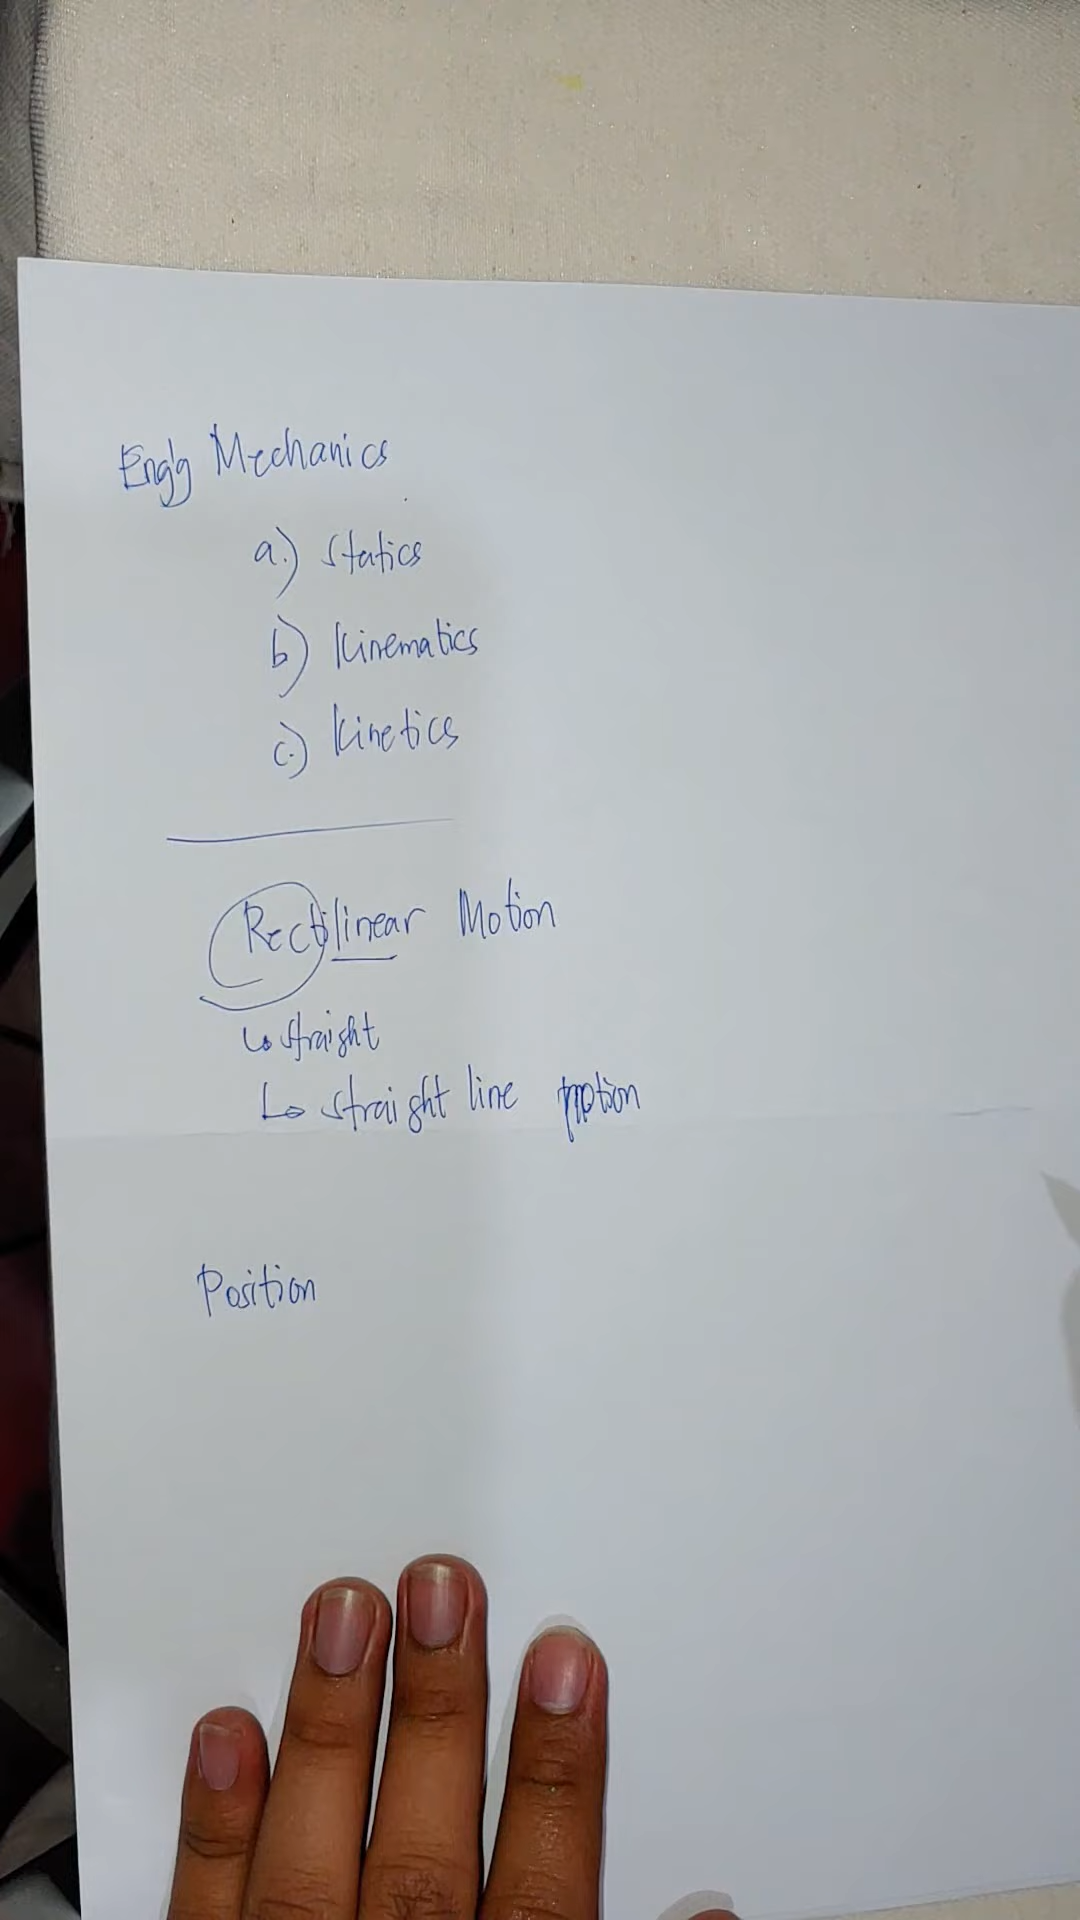 Eng'g Mechanics
a.) Statics
b) Kinematics
c.) Kinetics
Rectilinear Motion
↳ straight
↳ straight line motion
Position